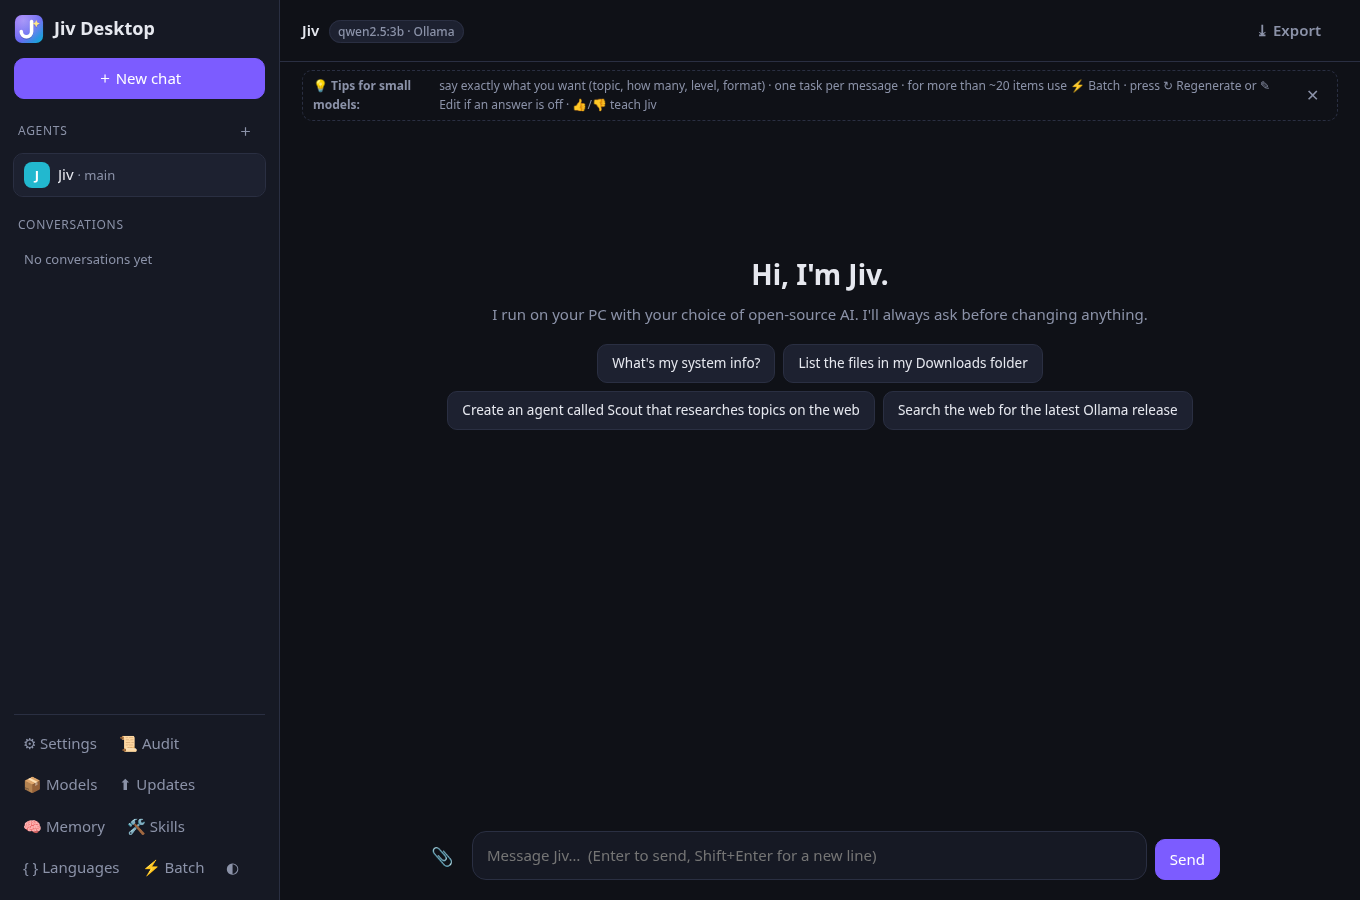 Jiv Desktop
+ New chat
AGENTS +
J Jiv · main
CONVERSATIONS
No conversations yet
⚙ Settings 📜 Audit
📦 Models ⬆ Updates
🧠 Memory 🛠️ Skills
{ } Languages ⚡ Batch ◐
Jiv qwen2.5:3b · Ollama ⤓ Export
💡 Tips for small models:
say exactly what you want (topic, how many, level, format) · one task per message · for more than ~20 items use ⚡ Batch · press ↻ Regenerate or ✎
Edit if an answer is off · 👍/👎 teach Jiv
✕
Hi, I'm Jiv.
I run on your PC with your choice of open-source AI. I'll always ask before changing anything.
What's my system info? List the files in my Downloads folder
Create an agent called Scout that researches topics on the web Search the web for the latest Ollama release
📎 Message Jiv... (Enter to send, Shift+Enter for a new line) Send